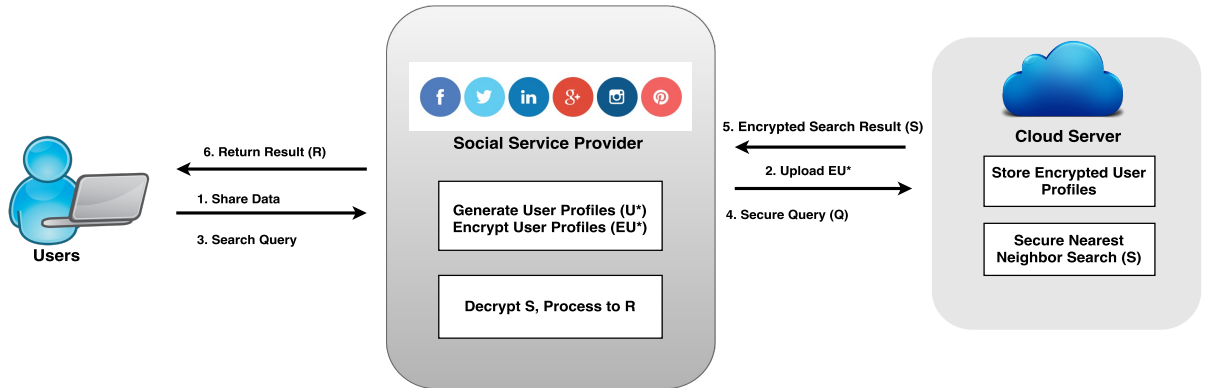 f
in
g+
Social Service Provider
5. Encrypted Search Result (S)
Cloud Server
6. Return Result (R)
2. Upload EU*
Store Encrypted User
Profiles
1. Share Data
Generate User Profiles (U*)
Encrypt User Profiles (EU*)
4. Secure Query (Q)
3. Search Query
Secure Nearest
Neighbor Search (S)
Users
Decrypt S, Process to R